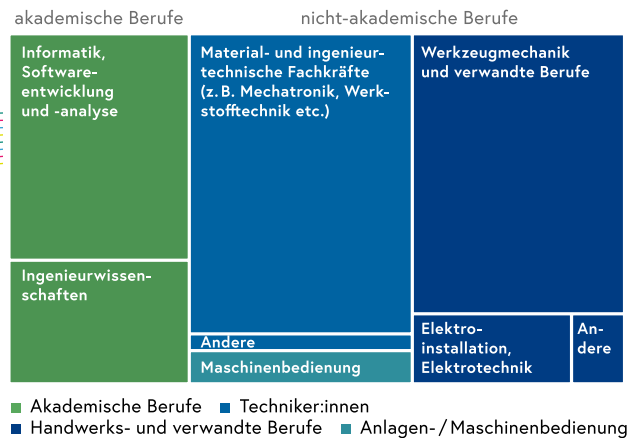 akademische Berufe
nicht-akademische Berufe
Informatik,
Software-
entwicklung
und -analyse
Ingenieurwissen-
schaften
Material- und ingenieur-
technische Fachkräfte
(z. B. Mechatronik, Werk-
stofftechnik etc.)
Andere
Maschinenbedienung
Werkzeugmechanik
und verwandte Berufe
Elektro-
installation,
Elektrotechnik
An-
dere
Akademische Berufe
Techniker:innen
Handwerks- und verwandte Berufe
Anlagen- / Maschinenbedienung